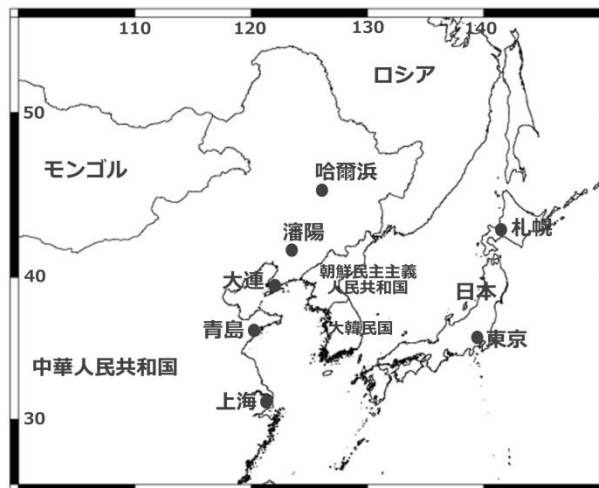 110
120
130
140
ロシア
50
モンゴル
哈爾浜
瀋陽
札幌
40
大連
朝鮮民主主義
人民共和国
日本
青島
大韓民国
東京
中華人民共和国
上海
30